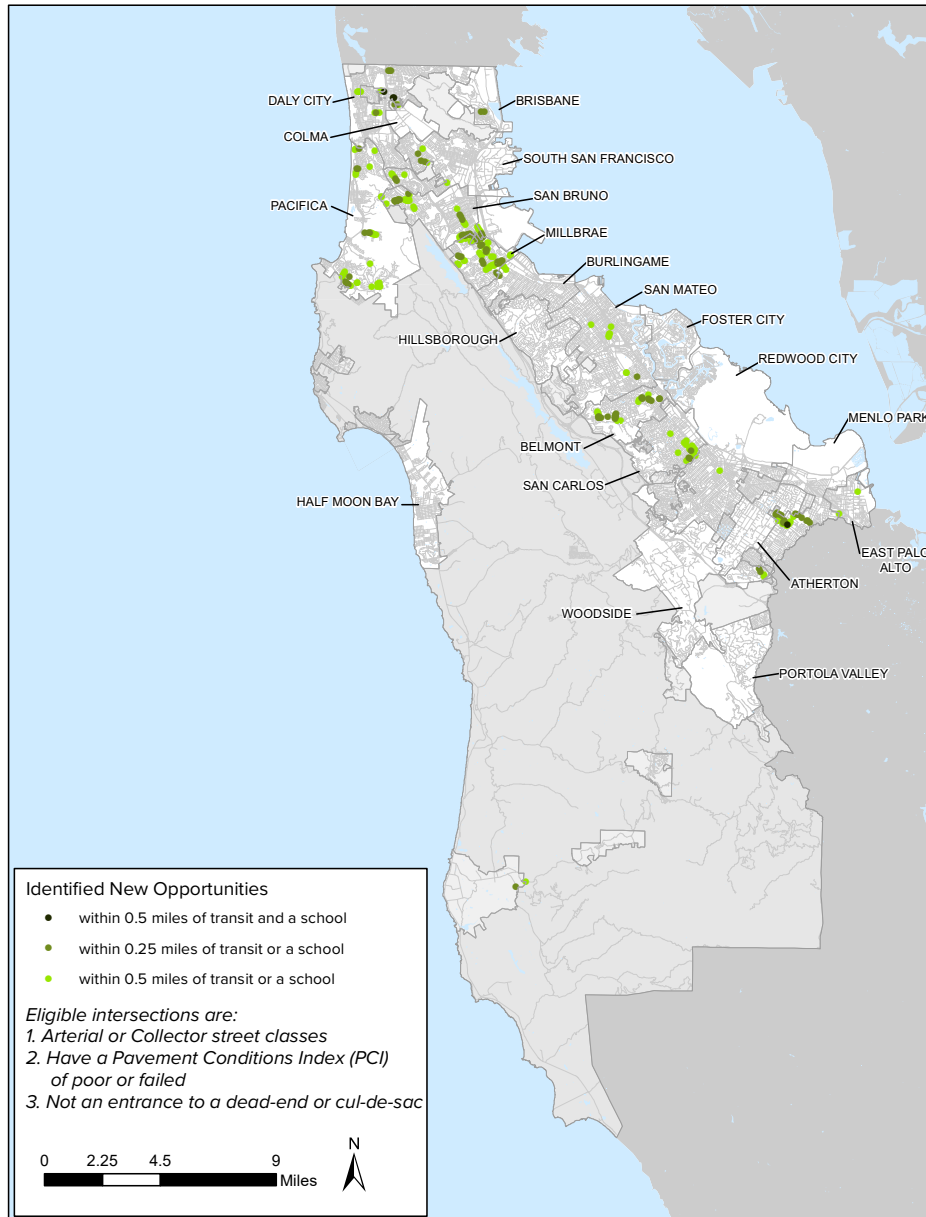 DALY CITY
BRISBANE
COLMA
SOUTH SAN FRANCISCO
SAN BRUNO
PACIFICA
MILLBRAE
BURLINGAME
SAN MATEO
FOSTER CITY
HILLSBOROUGH
REDWOOD CITY
MENLO PARK
BELMONT
SAN CARLOS
HALF MOON BAY
EAST PALO
ALTO
ATHERTON
WOODSIDE
PORTOLA VALLEY
Identified New Opportunities
within 0.5 miles of transit and a school
within 0.25 miles of transit or a school
within 0.5 miles of transit or a school
Eligible intersections are:
1. Arterial or Collector street classes
2. Have a Pavement Conditions Index (PCI)
of poor or failed
3. Not an entrance to a dead-end or cul-de-sac
N
0 2.25 4.5 9
Miles